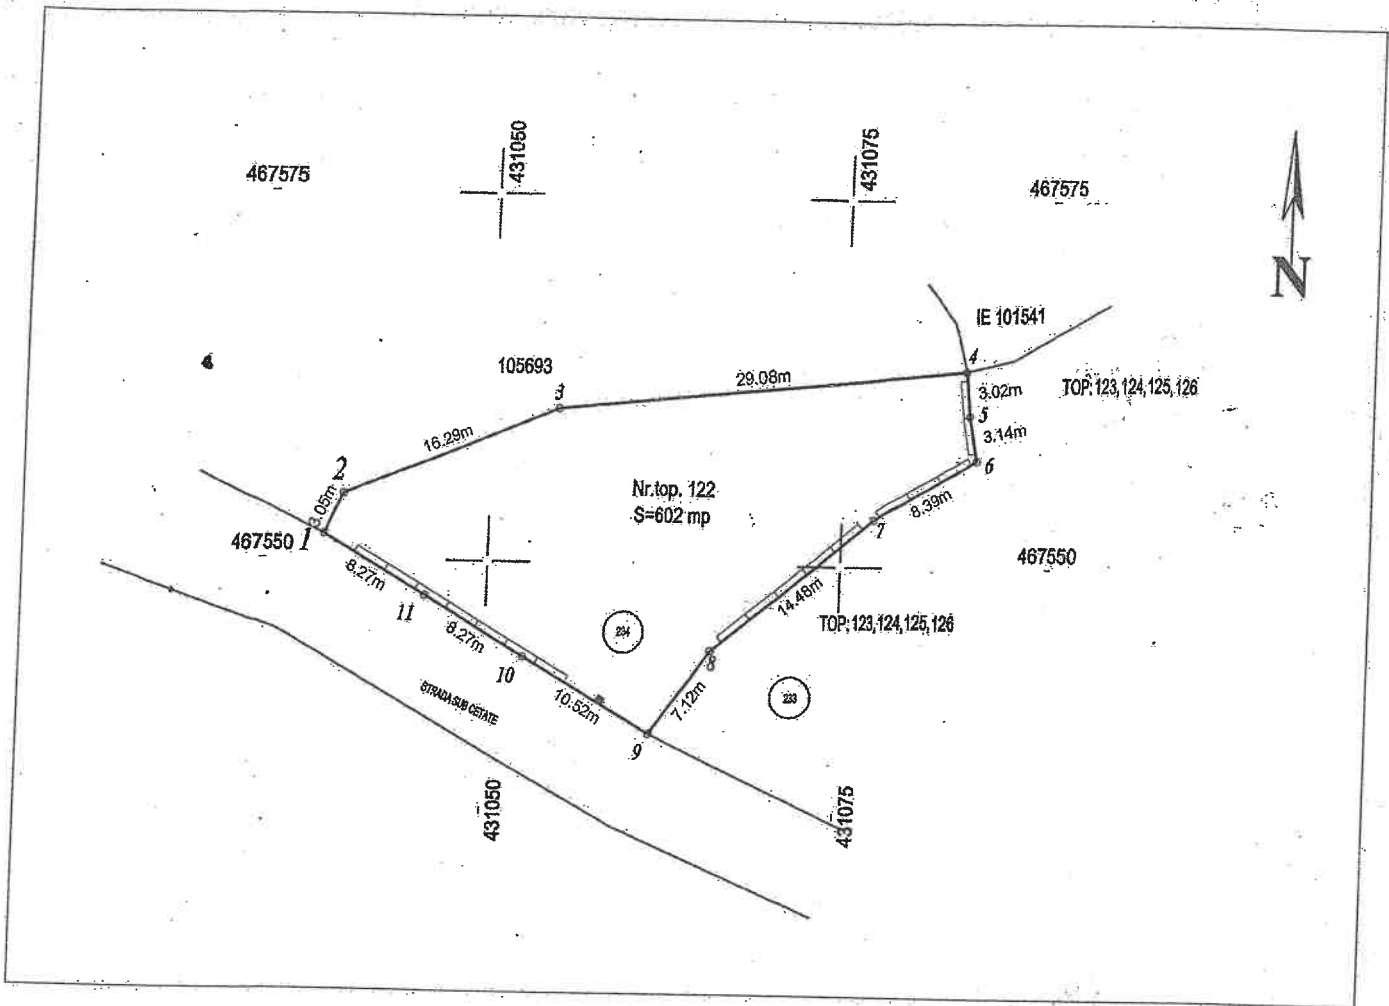 431050
431075
467575
467575
N
IE 101541
105693
4
29.08m
3
3.02m
TOP: 123, 124, 125, 126
5
3.14m
16.29m
2
6
Nr.top. 122
S=602 mp
3.05m
8.39m
7
467550
1
467550
8.27m
14.48m
11
TOP: 123, 124, 125, 126
8.27m
234
8
10
STRADA SUB CETATE
10.52m
7.12m
233
9
431050
431075